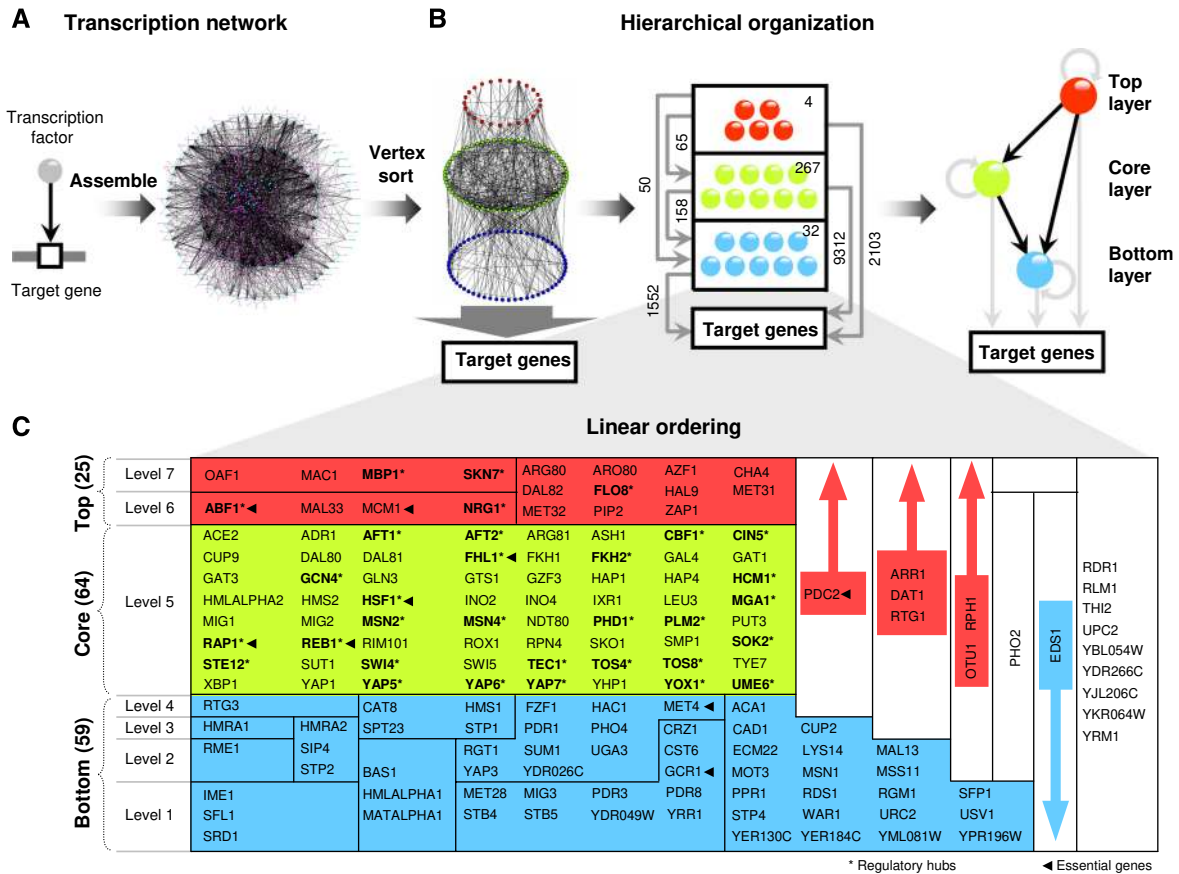 A Transcription network
B Hierarchical organization
Transcription factor
Assemble
Target gene
Vertex sort
Target genes
4
267
32
65
158
50
1552
9312
2103
Target genes
Top layer
Core layer
Bottom layer
Target genes
C Linear ordering
Top (25)
Core (64)
Bottom (59)
Level 7 OAF1 MAC1 MBP1* SKN7* ARG80 ARO80 AZF1 CHA4
DAL82 FLO8* HAL9 MET31
Level 6 ABF1*◄ MAL33 MCM1◄ NRG1* MET32 PIP2 ZAP1
Level 5
ACE2 ADR1 AFT1* AFT2* ARG81 ASH1 CBF1* CIN5*
CUP9 DAL80 DAL81 FHL1*◄ FKH1 FKH2* GAL4 GAT1
GAT3 GCN4* GLN3 GTS1 GZF3 HAP1 HAP4 HCM1*
HMLALPHA2 HMS2 HSF1*◄ INO2 INO4 IXR1 LEU3 MGA1*
MIG1 MIG2 MSN2* MSN4* NDT80 PHD1* PLM2* PUT3
RAP1*◄ REB1*◄ RIM101 ROX1 RPN4 SKO1 SMP1 SOK2*
STE12* SUT1 SWI4* SWI5 TEC1* TOS4* TOS8* TYE7
XBP1 YAP1 YAP5* YAP6* YAP7* YHP1 YOX1* UME6*
Level 4 RTG3 CAT8 HMS1 FZF1 HAC1 MET4◄ ACA1
Level 3 HMRA1 HMRA2 SPT23 STP1 PDR1 PHO4 CRZ1 CAD1 CUP2
Level 2 RME1 SIP4 RGT1 SUM1 UGA3 CST6 ECM22 LYS14 MAL13
STP2 BAS1 YAP3 YDR026C GCR1◄ MOT3 MSN1 MSS11
Level 1
IME1 HMLALPHA1 MET28 MIG3 PDR3 PDR8 PPR1 RDS1 RGM1 SFP1
SFL1 MATALPHA1 STB4 STB5 YDR049W YRR1 STP4 WAR1 URC2 USV1
SRD1 YER130C YER184C YML081W YPR196W
PDC2◄
ARR1
DAT1
RTG1
OTU1 RPH1
PHO2
EDS1
RDR1
RLM1
THI2
UPC2
YBL054W
YDR266C
YJL206C
YKR064W
YRM1
* Regulatory hubs ◄ Essential genes